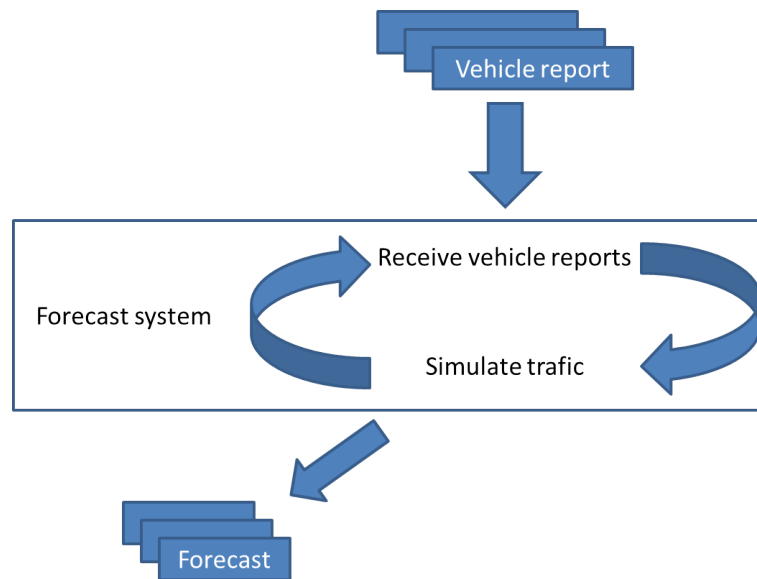 Vehicle report
Receive vehicle reports
Forecast system
Simulate trafic
Forecast